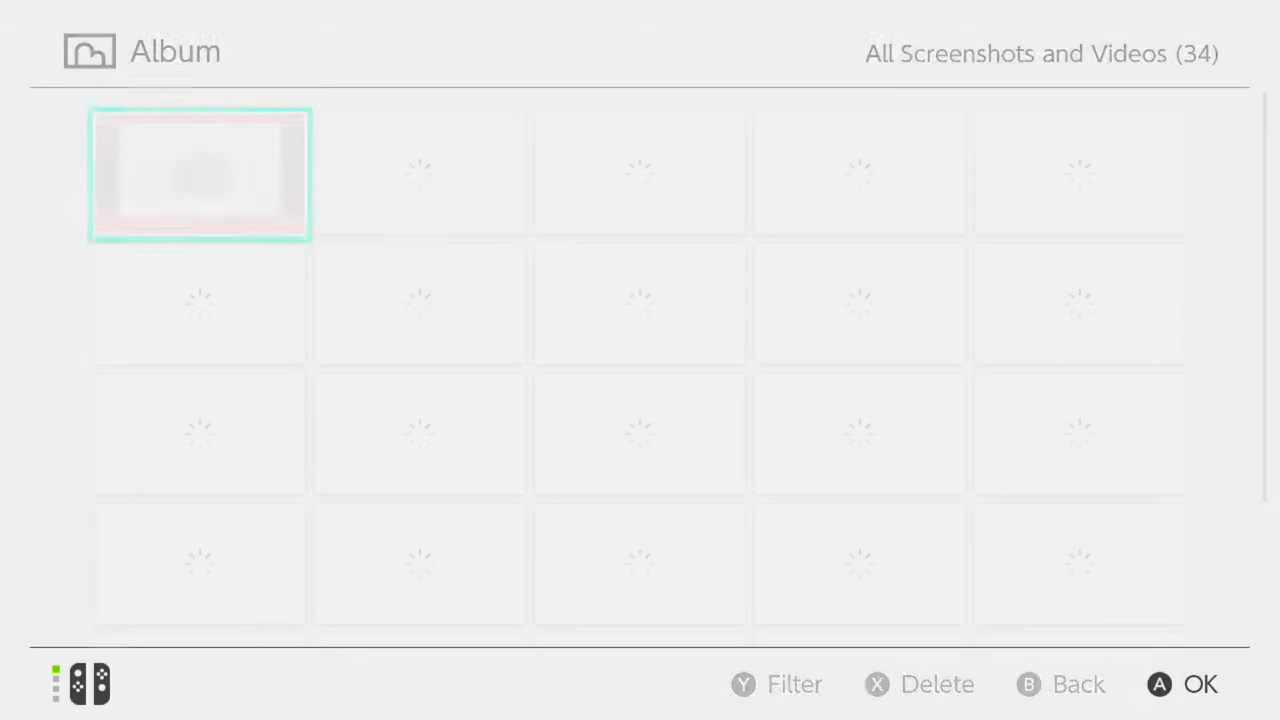 Album
All Screenshots and Videos (34)
Y Filter
X Delete
B Back
A OK